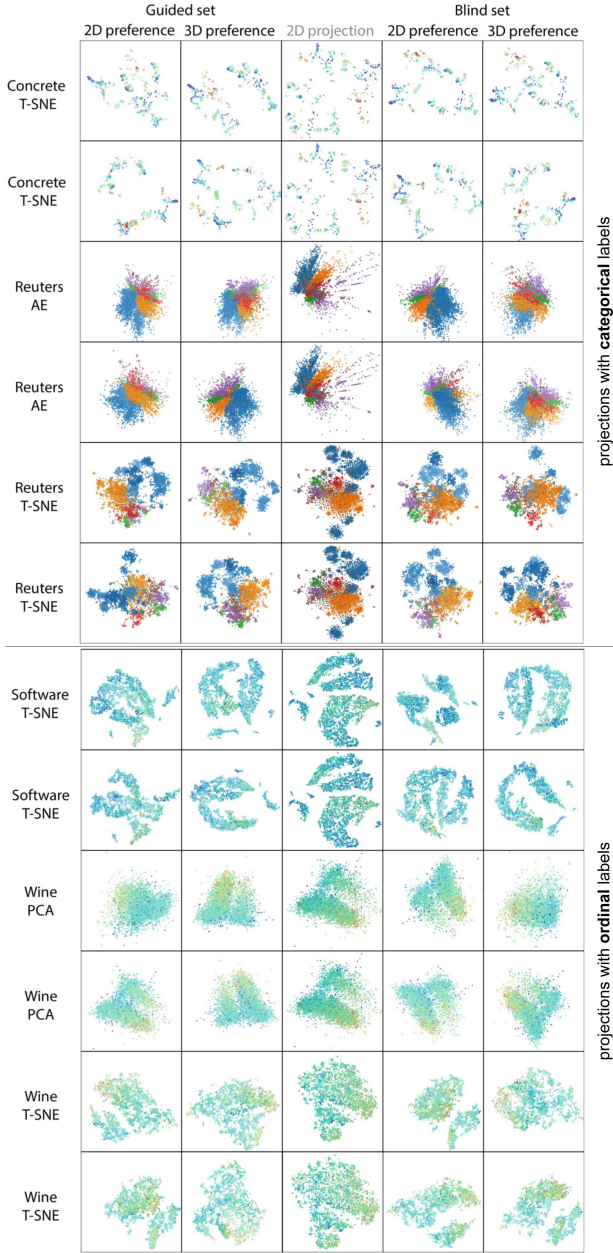 Guided set
Blind set
2D preference
3D preference
2D projection
2D preference
3D preference
Concrete
T-SNE
Concrete
T-SNE
Reuters
AE
Reuters
AE
Reuters
T-SNE
Reuters
T-SNE
projections with categorical labels
Software
T-SNE
Software
T-SNE
Wine
PCA
Wine
PCA
Wine
T-SNE
Wine
T-SNE
projections with ordinal labels